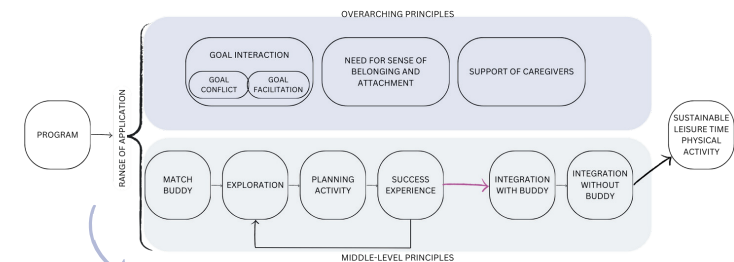 OVERARCHING PRINCIPLES
GOAL INTERACTION
GOAL
CONFLICT
GOAL
FACILITATION
NEED FOR SENSE OF
BELONGING AND
ATTACHMENT
SUPPORT OF CAREGIVERS
PROGRAM
RANGE OF APPLICATION
SUSTAINABLE
LEISURE TIME
PHYSICAL
ACTIVITY
MATCH
BUDDY
EXPLORATION
PLANNING
ACTIVITY
SUCCESS
EXPERIENCE
INTEGRATION
WITH BUDDY
INTEGRATION
WITHOUT
BUDDY
MIDDLE-LEVEL PRINCIPLES